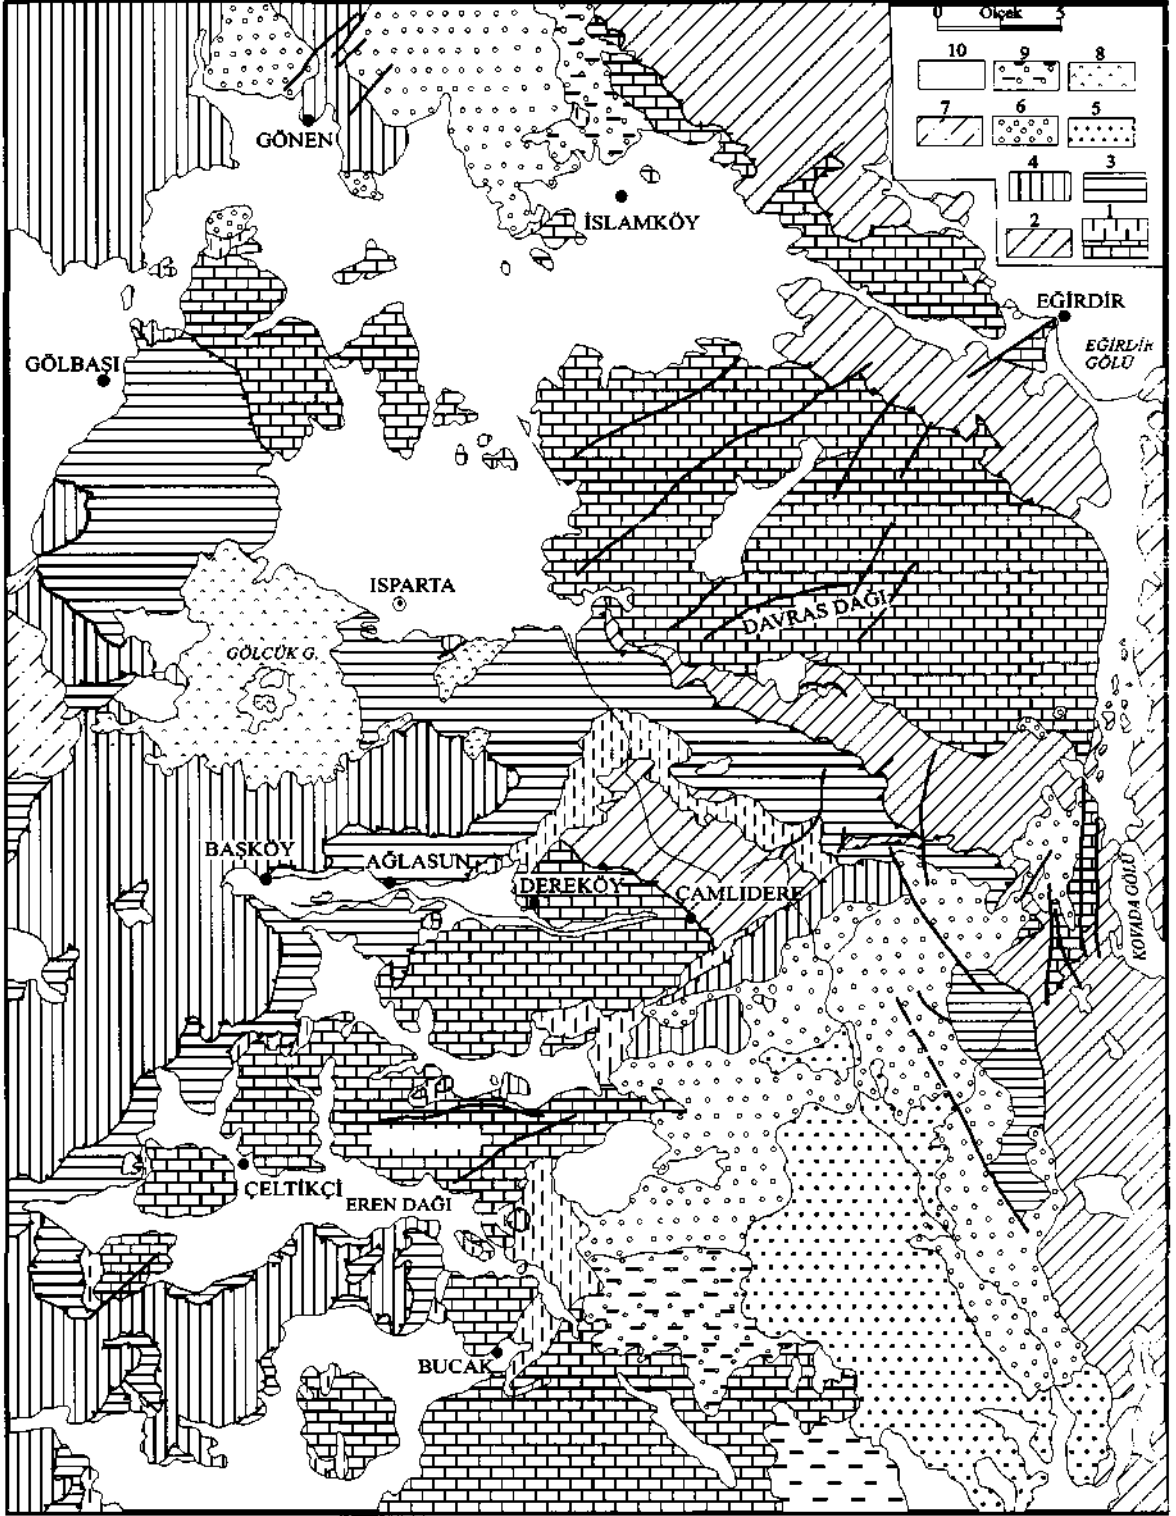 0 Ölçek 5
10 9 8
7 6 5
4 3
2 1
GÖNEN
İSLAMKÖY
EĞİRDİR
EĞİRDİR
GÖLÜ
GÖLBAŞI
ISPARTA
DAVRAS DAĞI
GÖLCÜK G.
BAŞKÖY
AĞLASUN
DEREKÖY
ÇAMLIDERE
KOVADA GÖLÜ
ÇELTİKÇİ
EREN DAĞI
BUCAK